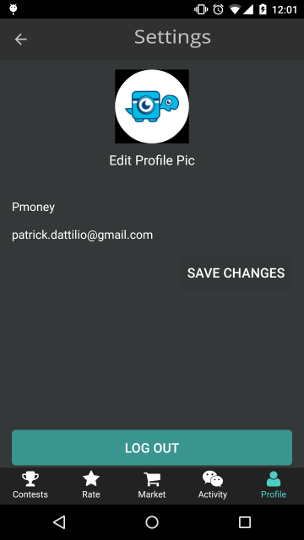 12:01
Settings
Edit Profile Pic
Pmoney
patrick.dattilio@gmail.com
SAVE CHANGES
LOG OUT
Contests Rate Market Activity Profile